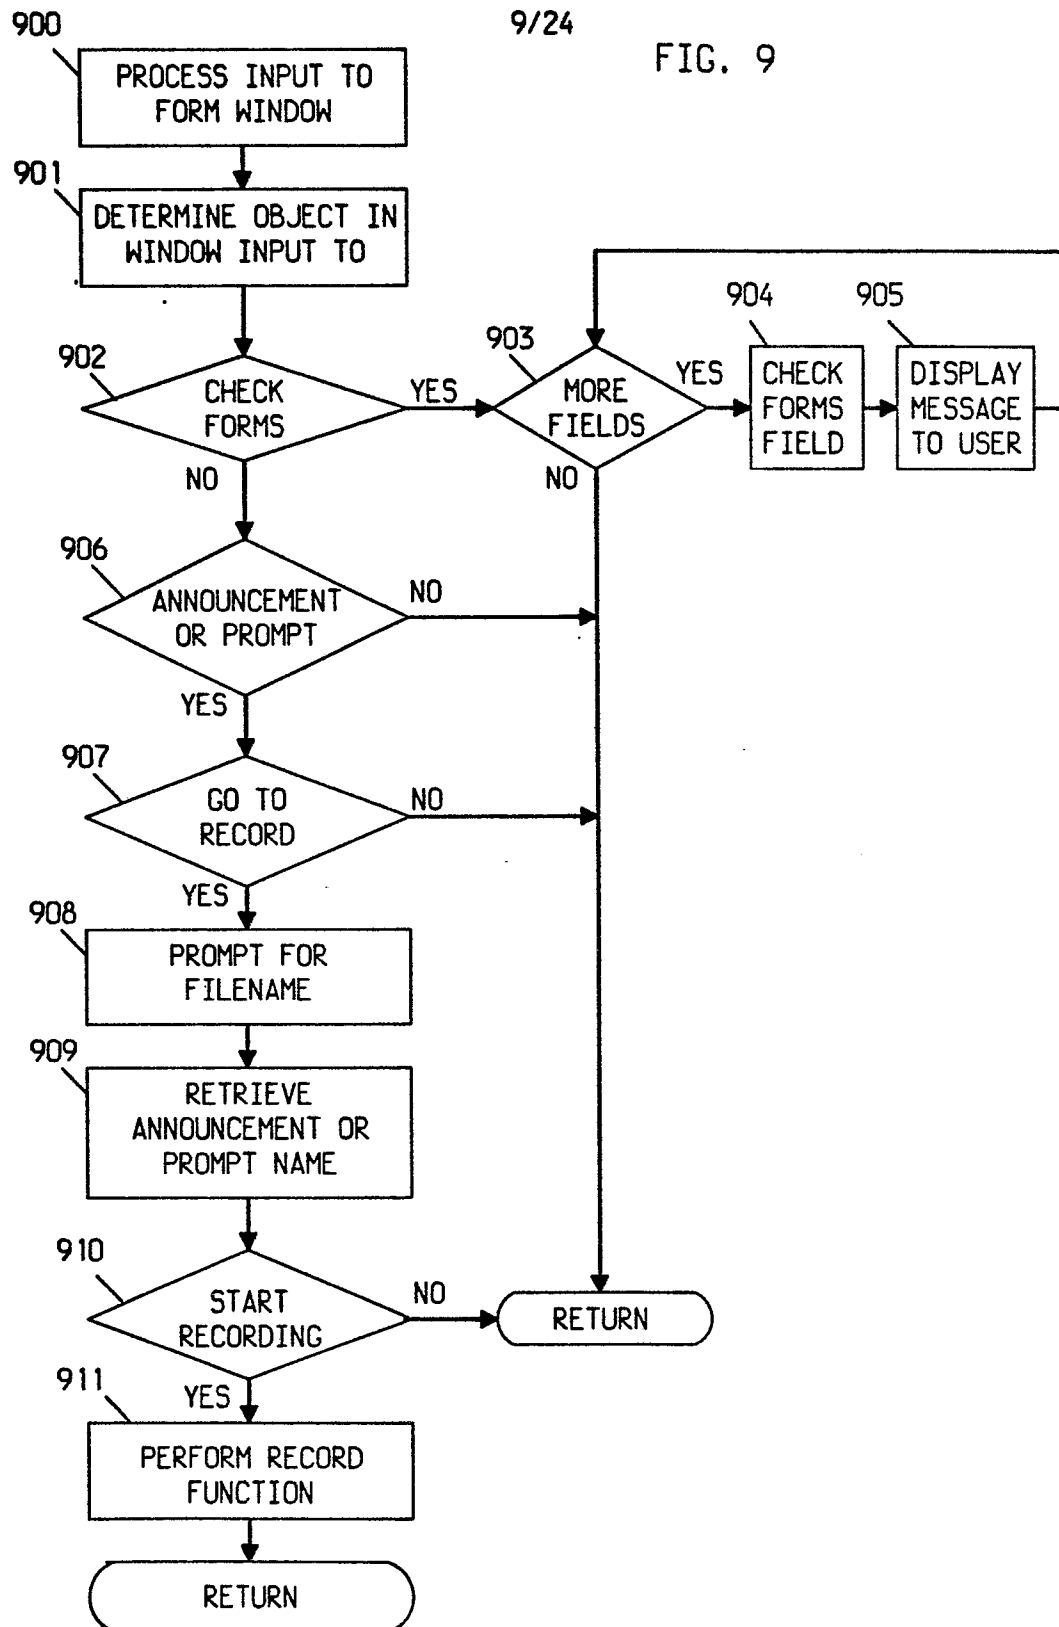 900
9/24
FIG. 9
PROCESS INPUT TO
FORM WINDOW
901
DETERMINE OBJECT IN
WINDOW INPUT TO
902
CHECK
FORMS
YES
NO
903
MORE
FIELDS
YES
NO
904
CHECK
FORMS
FIELD
905
DISPLAY
MESSAGE
TO USER
906
ANNOUNCEMENT
OR PROMPT
NO
YES
907
GO TO
RECORD
NO
YES
908
PROMPT FOR
FILENAME
909
RETRIEVE
ANNOUNCEMENT OR
PROMPT NAME
910
START
RECORDING
NO
RETURN
YES
911
PERFORM RECORD
FUNCTION
RETURN